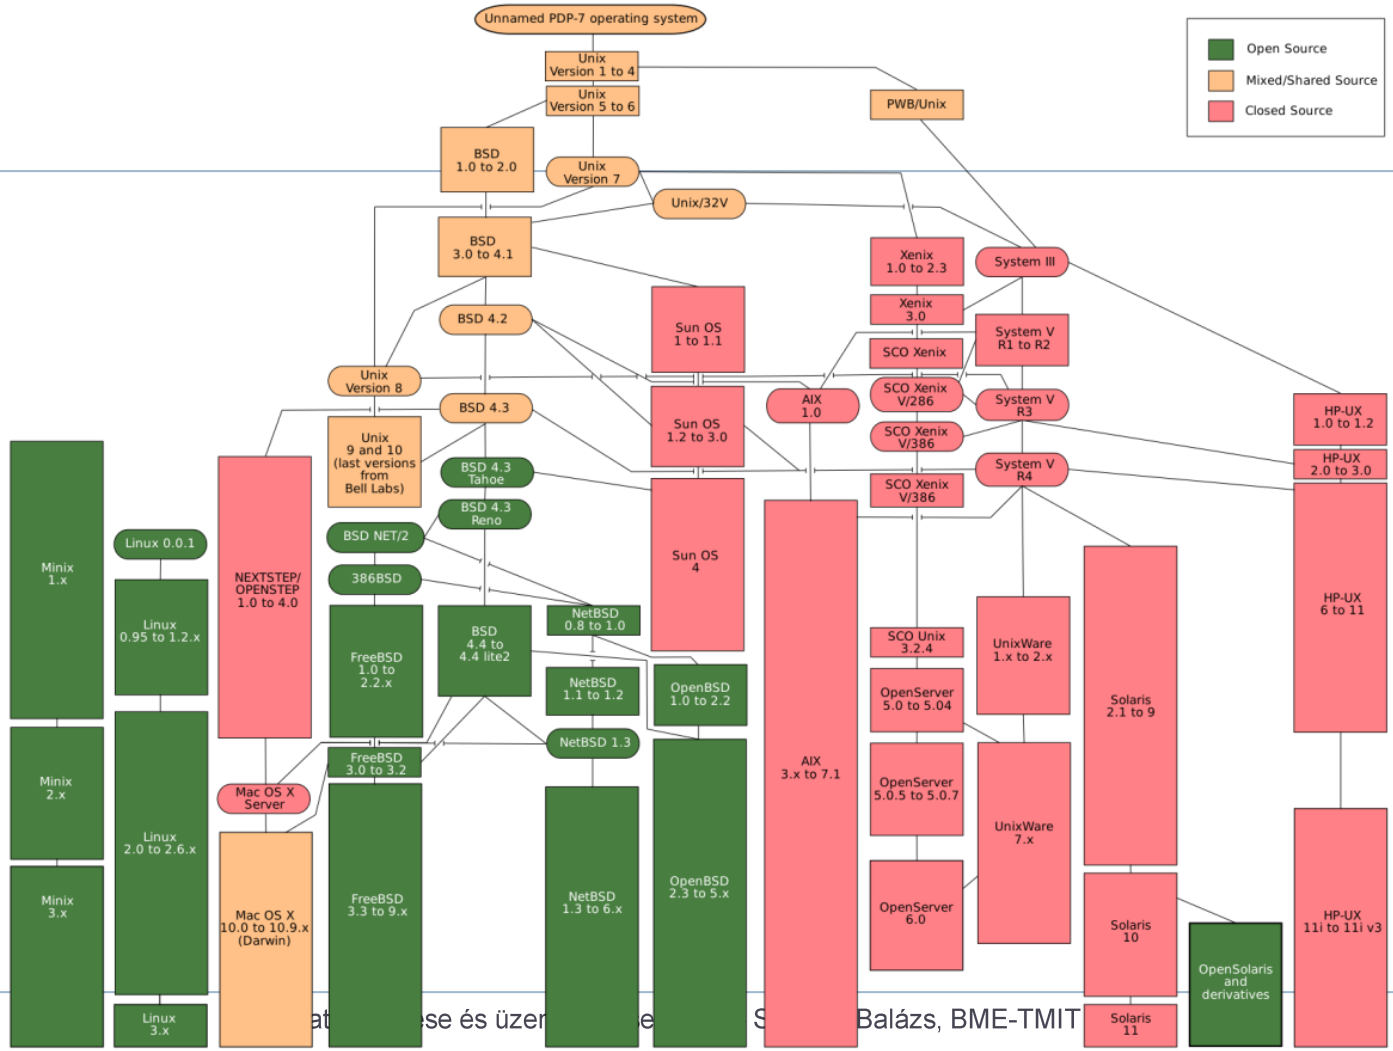 Unnamed PDP-7 operating system
Open Source
Mixed/Shared Source
Closed Source
Unix
Version 1 to 4
Unix
Version 5 to 6
PWB/Unix
BSD
1.0 to 2.0
Unix
Version 7
Unix/32V
BSD
3.0 to 4.1
Xenix
1.0 to 2.3
System III
Xenix
3.0
BSD 4.2
Sun OS
1 to 1.1
System V
R1 to R2
SCO Xenix
Unix
Version 8
SCO Xenix
V/286
BSD 4.3
AIX
1.0
System V
R3
HP-UX
1.0 to 1.2
Sun OS
1.2 to 3.0
SCO Xenix
V/386
Unix
9 and 10
(last versions
from
Bell Labs)
HP-UX
2.0 to 3.0
BSD 4.3
Tahoe
System V
R4
SCO Xenix
V/386
BSD 4.3
Reno
BSD NET/2
Linux 0.0.1
Sun OS
4
Minix
1.x
386BSD
NEXTSTEP/
OPENSTEP
1.0 to 4.0
HP-UX
6 to 11
NetBSD
0.8 to 1.0
Linux
0.95 to 1.2.x
BSD
4.4 to
4.4 lite2
SCO Unix
3.2.4
UnixWare
1.x to 2.x
FreeBSD
1.0 to
2.2.x
NetBSD
1.1 to 1.2
OpenBSD
1.0 to 2.2
OpenServer
5.0 to 5.04
Solaris
2.1 to 9
NetBSD 1.3
FreeBSD
3.0 to 3.2
AIX
3.x to 7.1
Minix
2.x
OpenServer
5.0.5 to 5.0.7
Mac OS X
Server
UnixWare
7.x
Linux
2.0 to 2.6.x
OpenBSD
2.3 to 5.x
NetBSD
1.3 to 6.x
FreeBSD
3.3 to 9.x
Minix
3.x
OpenServer
6.0
Mac OS X
10.0 to 10.9.x
(Darwin)
Solaris
10
HP-UX
11i to 11i v3
OpenSolaris
and
derivatives
Linux
3.x
Solaris
11
és Balázs, BME-TMIT